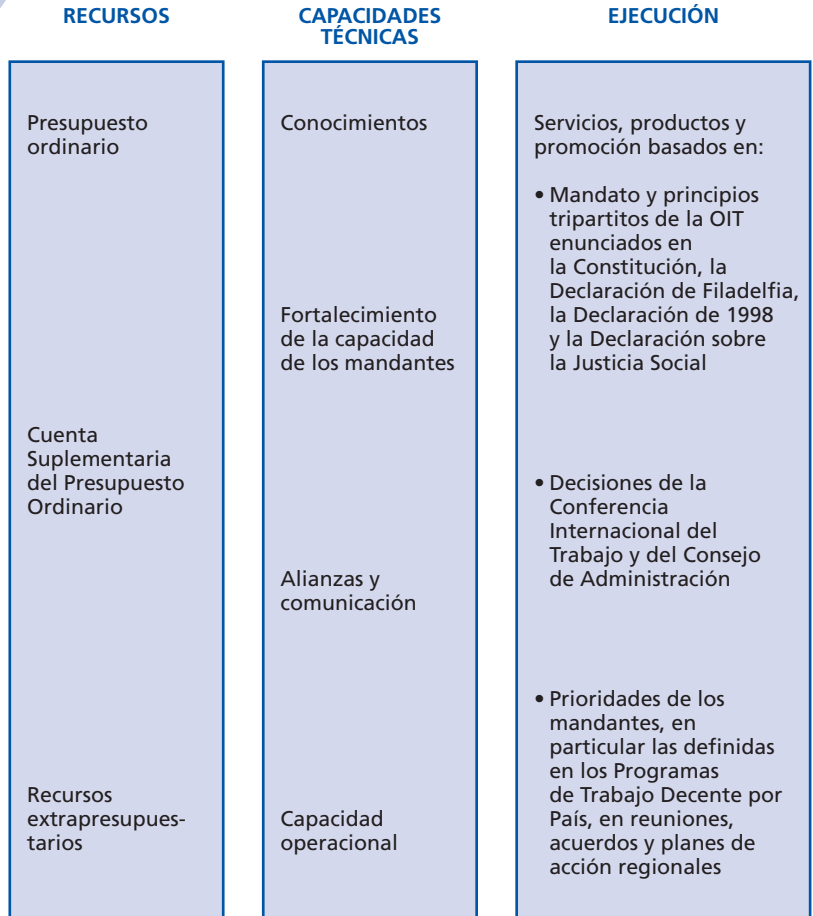 RECURSOS
Presupuesto
ordinario
Cuenta
Suplementaria
del Presupuesto
Ordinario
Recursos
extrapresupues-
tarios
CAPACIDADES
TÉCNICAS
Conocimientos
Fortalecimiento
de la capacidad
de los mandantes
Alianzas y
comunicación
Capacidad
operacional
EJECUCIÓN
Servicios, productos y
promoción basados en:
• Mandato y principios
tripartitos de la OIT
enunciados en
la Constitución, la
Declaración de Filadelfia,
la Declaración de 1998
y la Declaración sobre
la Justicia Social
• Decisiones de la
Conferencia
Internacional del
Trabajo y del Consejo
de Administración
• Prioridades de los
mandantes, en
particular las definidas
en los Programas
de Trabajo Decente por
País, en reuniones,
acuerdos y planes de
acción regionales